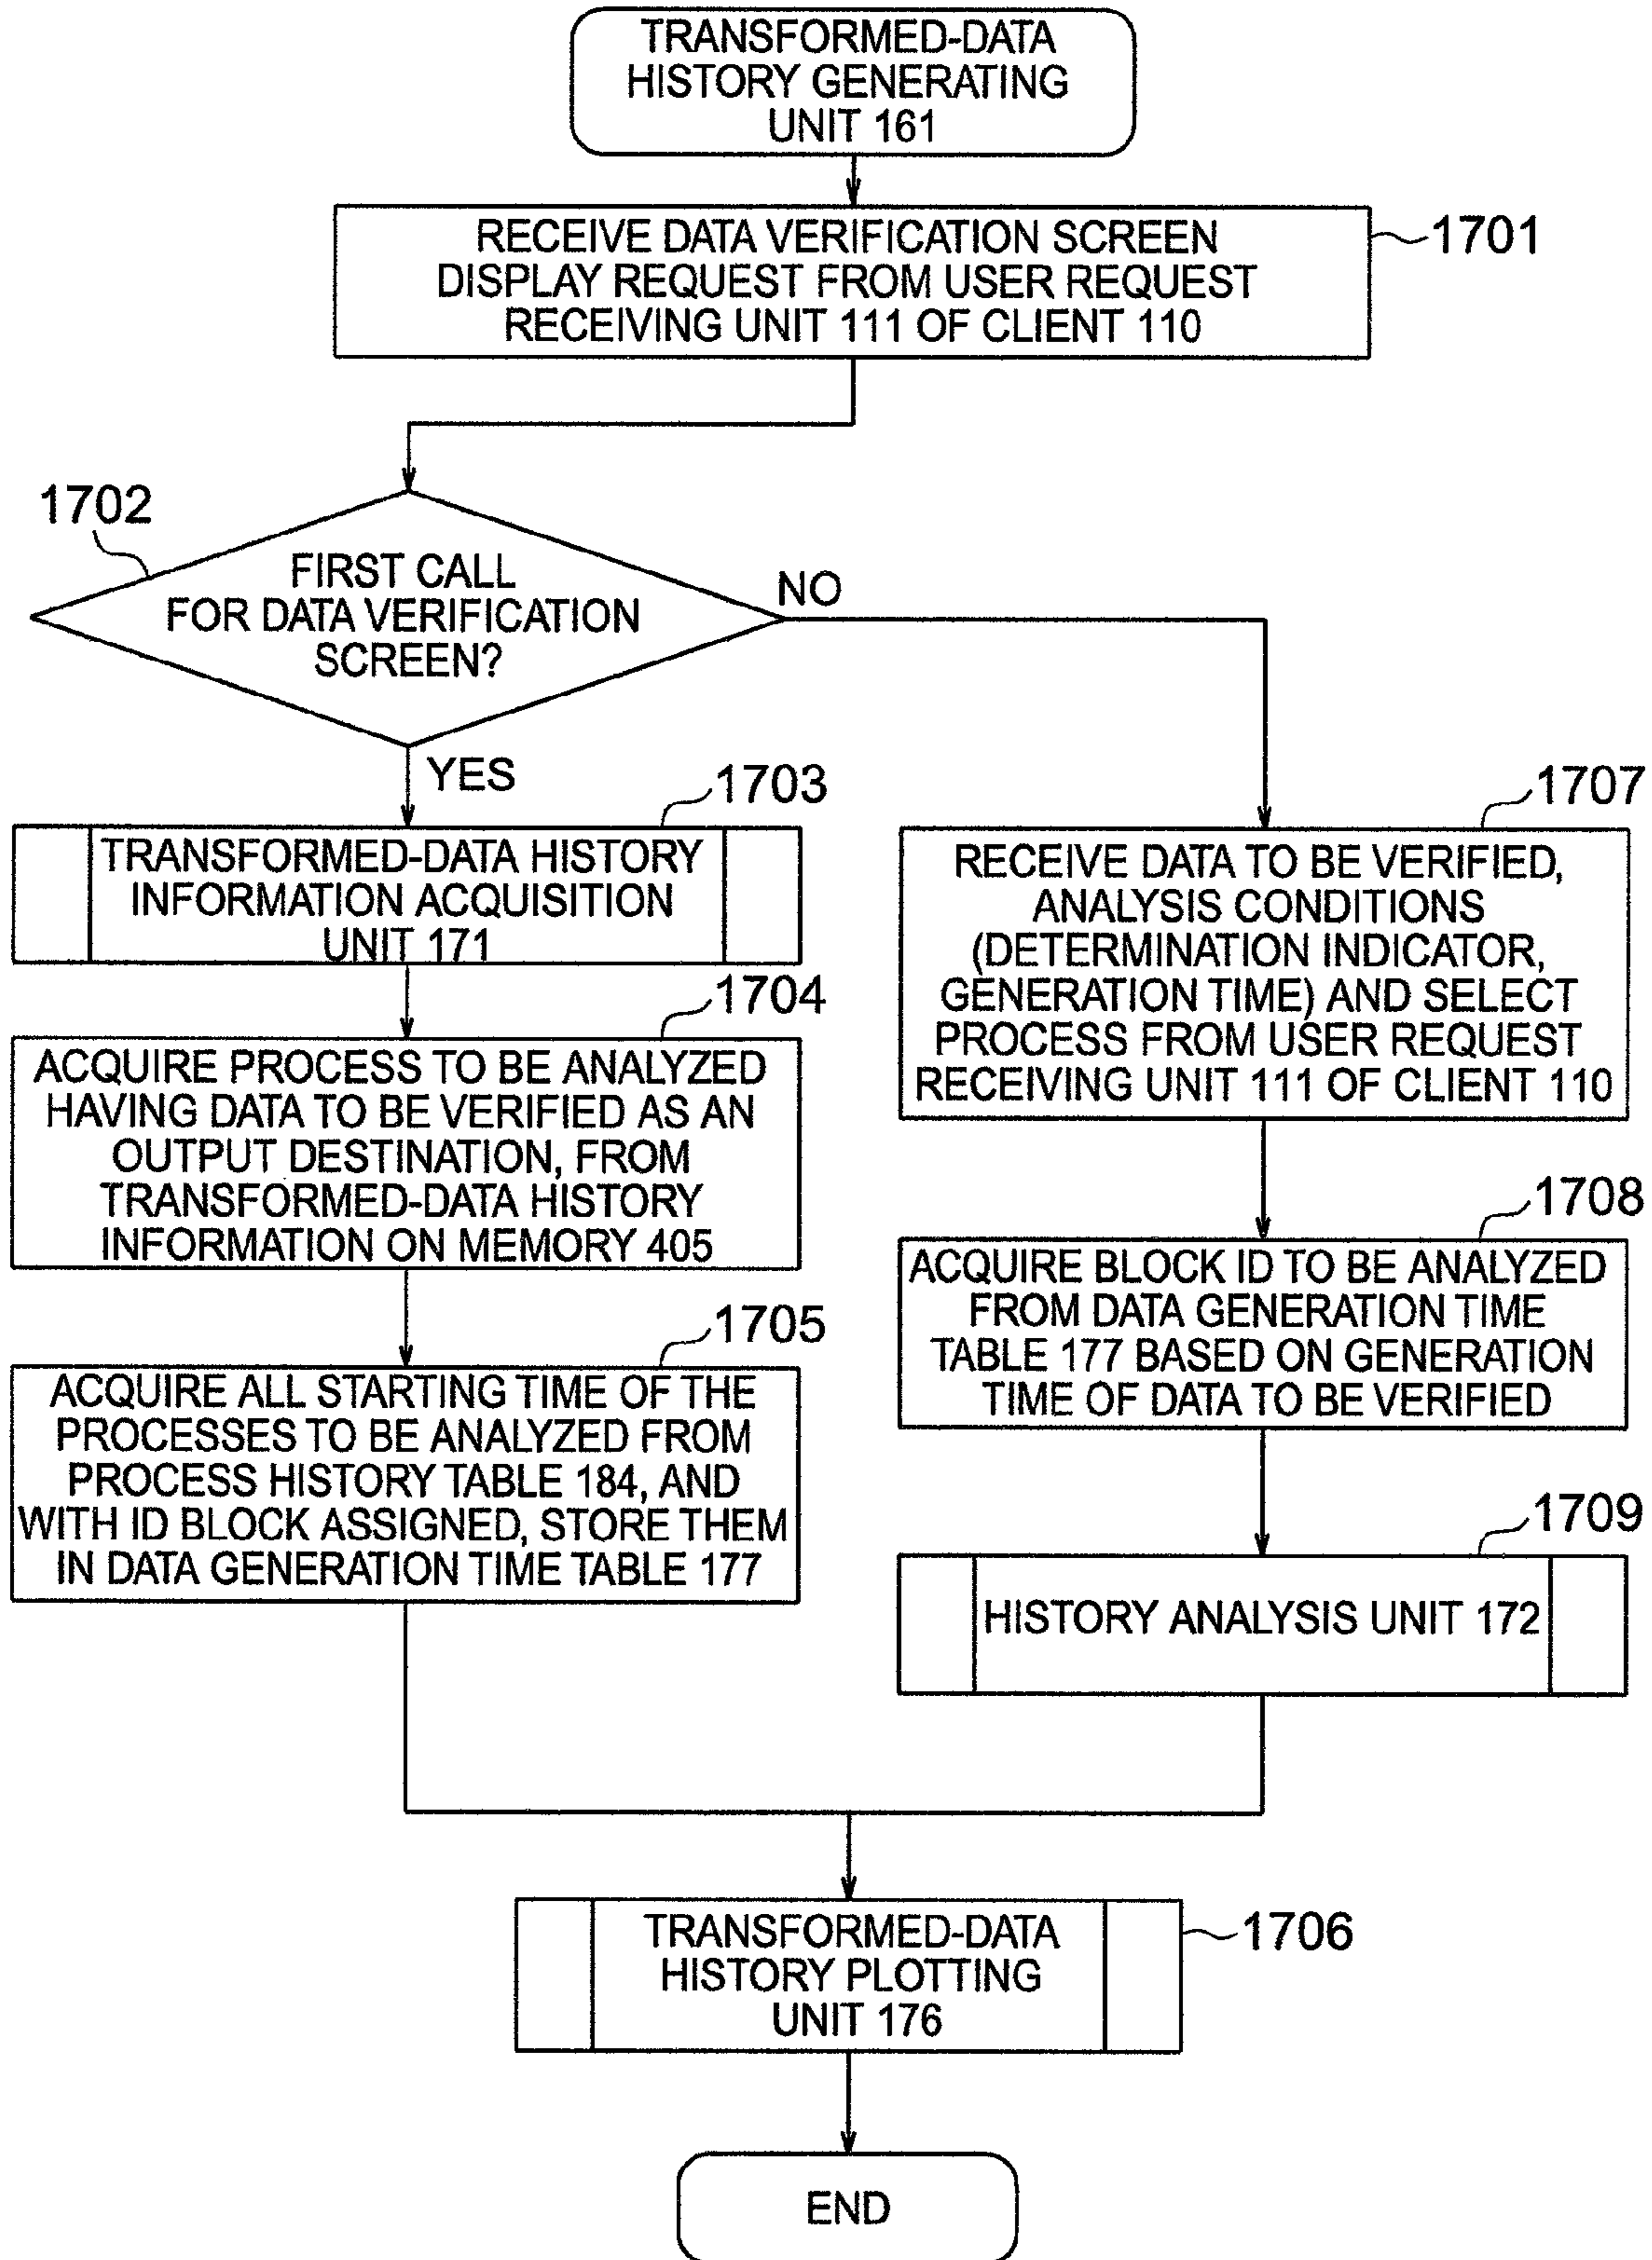 TRANSFORMED-DATA
HISTORY GENERATING
UNIT 161
RECEIVE DATA VERIFICATION SCREEN
DISPLAY REQUEST FROM USER REQUEST
RECEIVING UNIT 111 OF CLIENT 110
1701
1702
FIRST CALL
FOR DATA VERIFICATION
SCREEN?
NO
YES
1703
TRANSFORMED-DATA HISTORY
INFORMATION ACQUISITION
UNIT 171
1704
ACQUIRE PROCESS TO BE ANALYZED
HAVING DATA TO BE VERIFIED AS AN
OUTPUT DESTINATION, FROM
TRANSFORMED-DATA HISTORY
INFORMATION ON MEMORY 405
1705
ACQUIRE ALL STARTING TIME OF THE
PROCESSES TO BE ANALYZED FROM
PROCESS HISTORY TABLE 184, AND
WITH ID BLOCK ASSIGNED, STORE THEM
IN DATA GENERATION TIME TABLE 177
1707
RECEIVE DATA TO BE VERIFIED,
ANALYSIS CONDITIONS
(DETERMINATION INDICATOR,
GENERATION TIME) AND SELECT
PROCESS FROM USER REQUEST
RECEIVING UNIT 111 OF CLIENT 110
1708
ACQUIRE BLOCK ID TO BE ANALYZED
FROM DATA GENERATION TIME
TABLE 177 BASED ON GENERATION
TIME OF DATA TO BE VERIFIED
1709
HISTORY ANALYSIS UNIT 172
TRANSFORMED-DATA
HISTORY PLOTTING
UNIT 176
1706
END